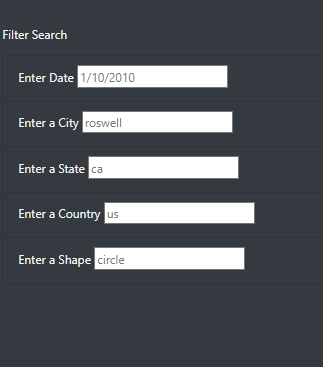 Filter Search
Enter Date 1/10/2010
Enter a City roswell
Enter a State ca
Enter a Country us
Enter a Shape circle